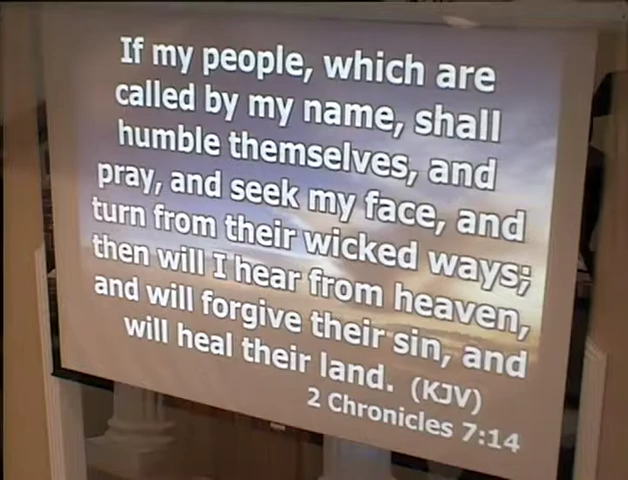 If my people, which are
called by my name, shall
humble themselves, and
pray, and seek my face, and
turn from their wicked ways;
then will I hear from heaven,
and will forgive their sin, and
will heal their land. (KJV)
2 Chronicles 7:14